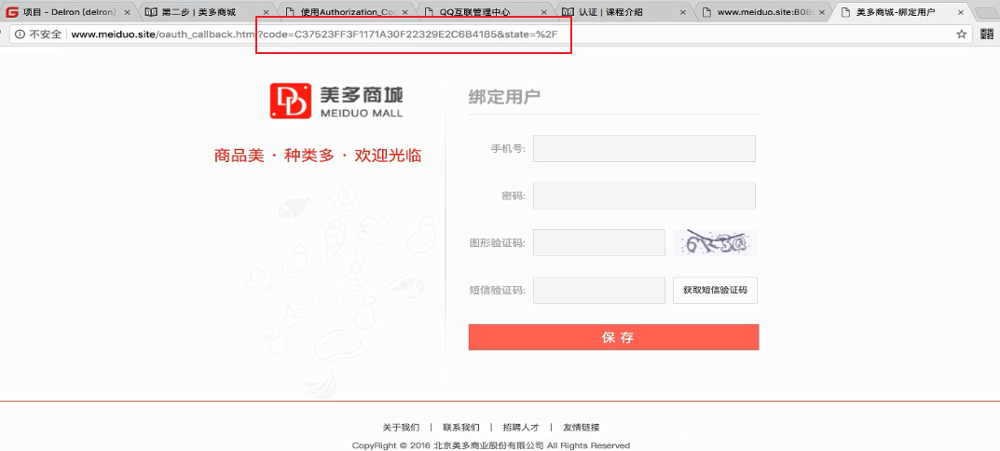 项目 - Delron (delron)
第二步 | 美多商城
使用Authorization_Co
QQ互联管理中心
认证 | 课程介绍
www.meiduo.site:808
美多商城-绑定用户
不安全 | www.meiduo.site/oauth_callback.htm?code=C37523FF3F1171A30F22329E2C6B4185&state=%2F
美多商城
MEIDUO MALL
商品美 · 种类多 · 欢迎光临
绑定用户
手机号:
密码:
图形验证码:
短信验证码:
获取短信验证码
保 存
关于我们 | 联系我们 | 招聘人才 | 友情链接
CopyRight © 2016 北京美多商业股份有限公司 All Rights Reserved